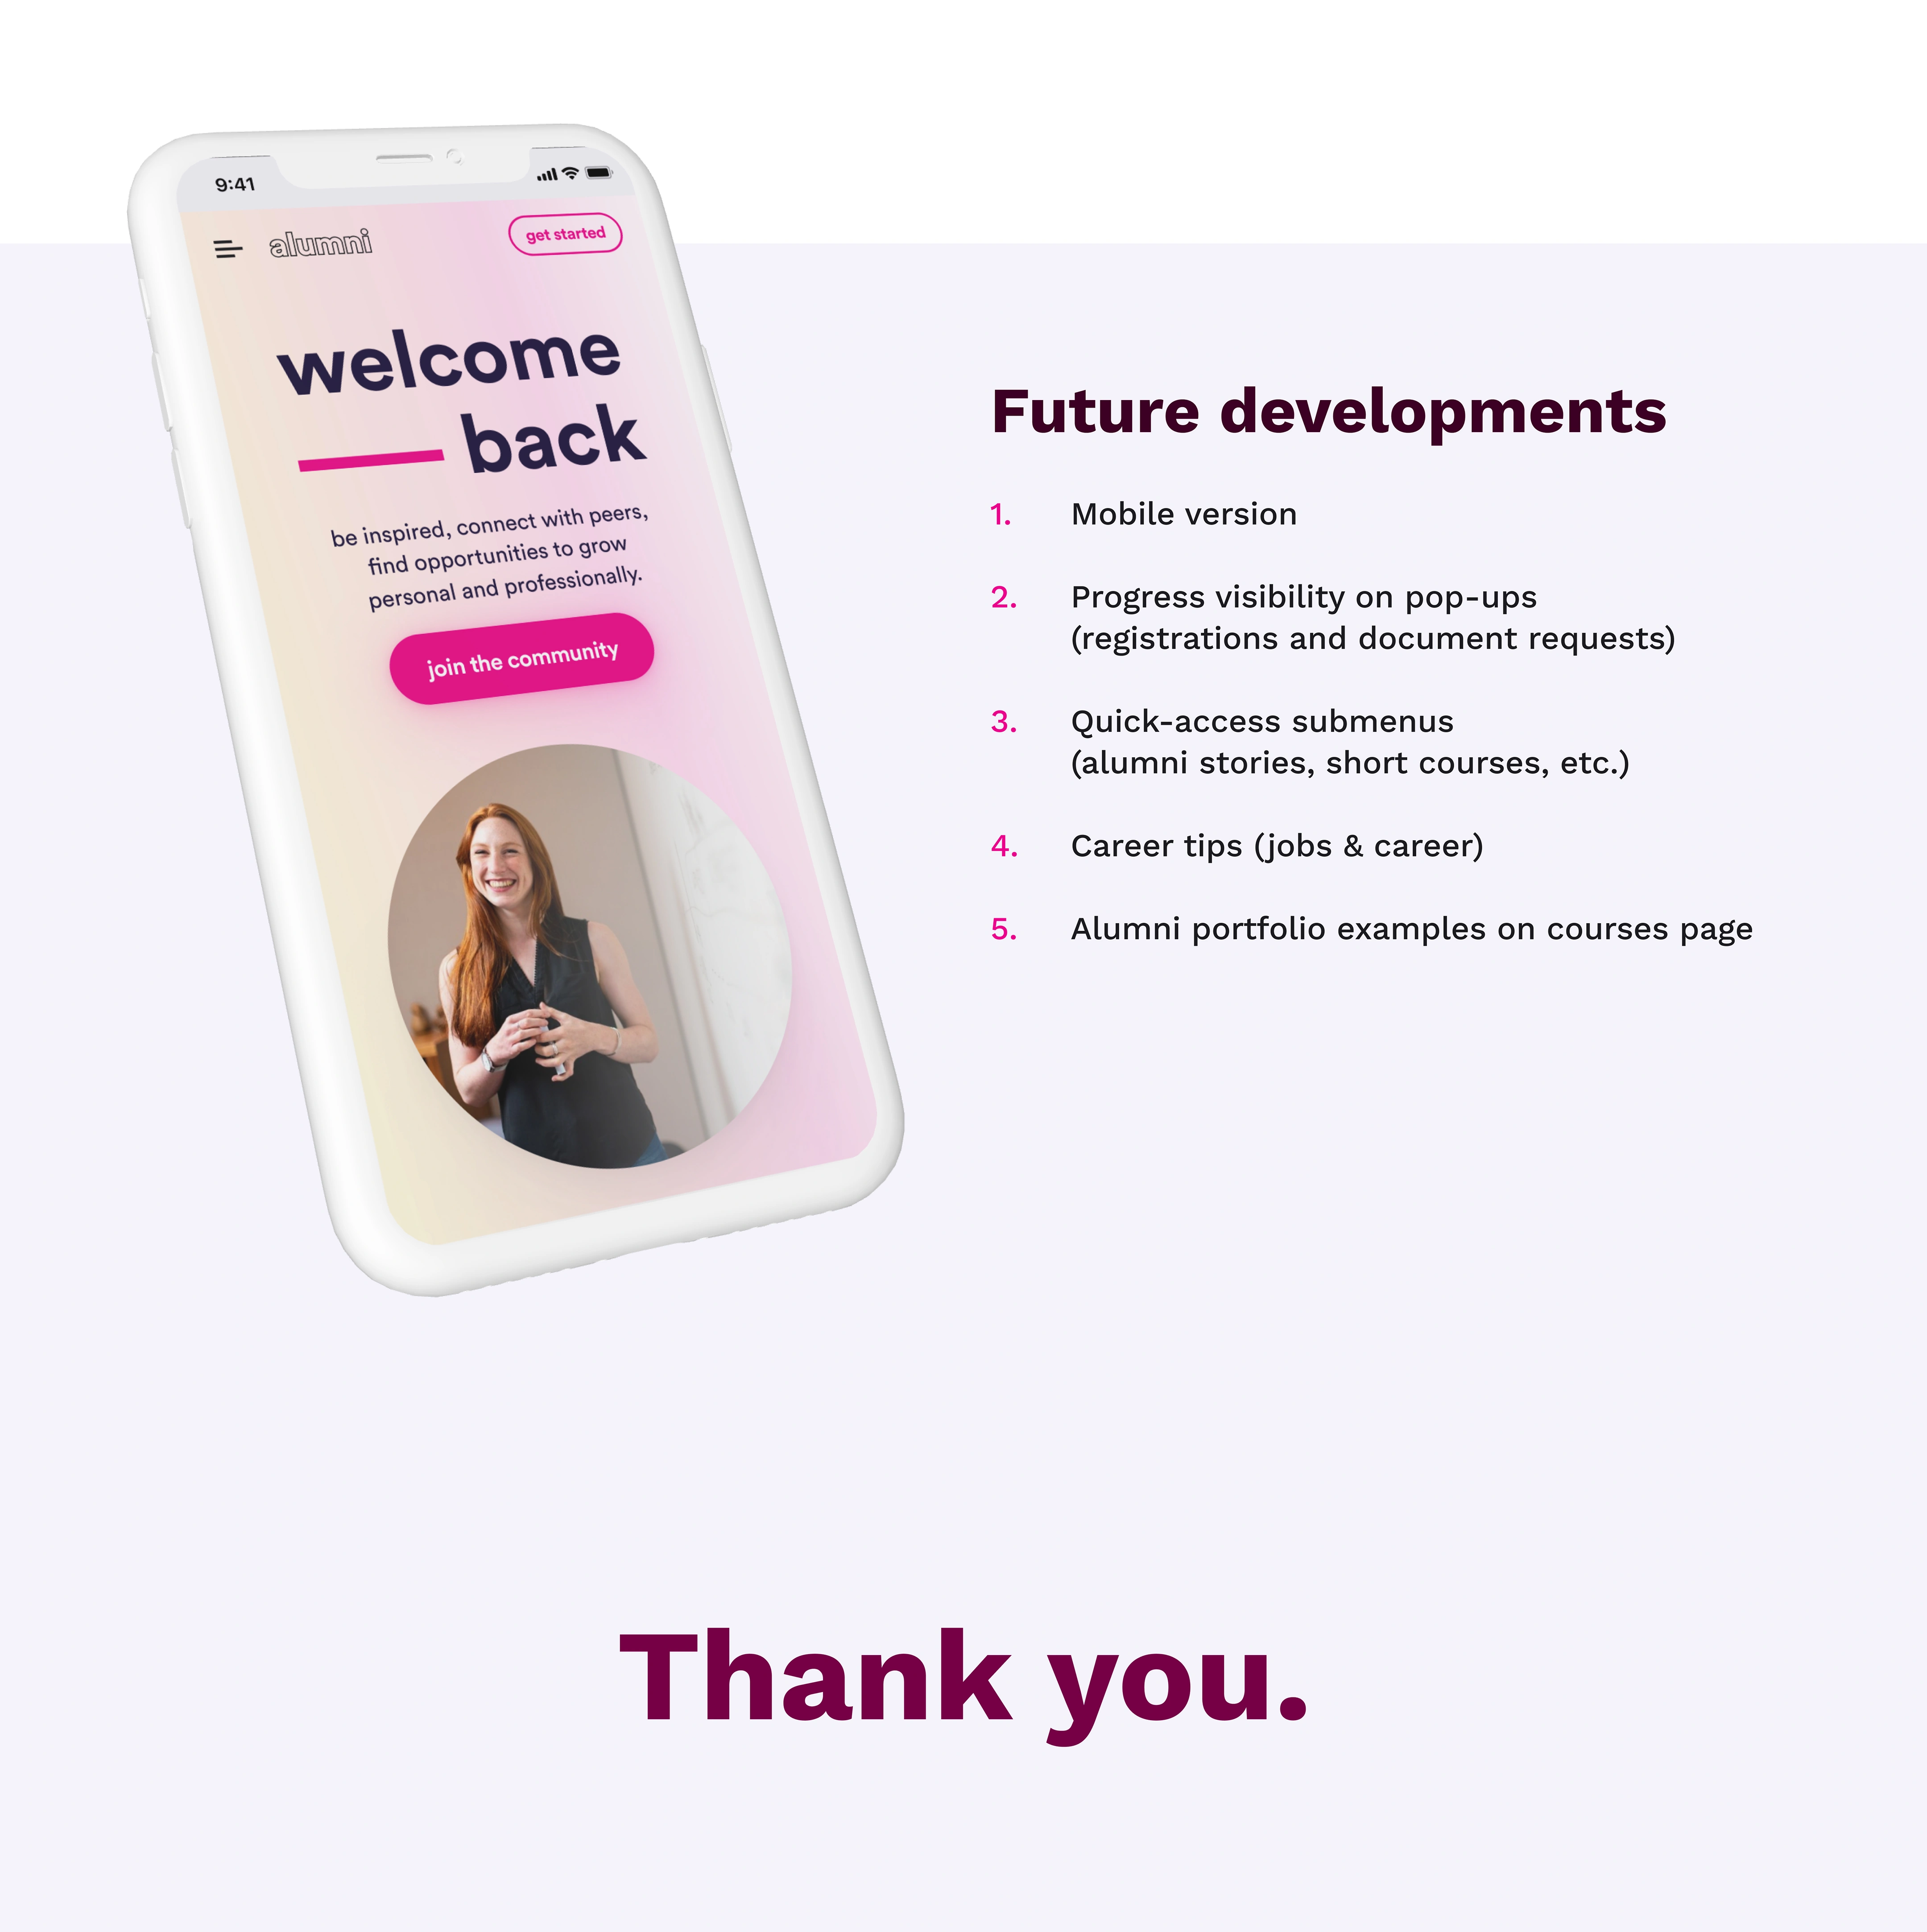 9:41
alumni
get started
welcome
back
be inspired, connect with peers,
find opportunities to grow
personal and professionally.
join the community
Future developments
1. Mobile version
2. Progress visibility on pop-ups
(registrations and document requests)
3. Quick-access submenus
(alumni stories, short courses, etc.)
4. Career tips (jobs & career)
5. Alumni portfolio examples on courses page
Thank you.